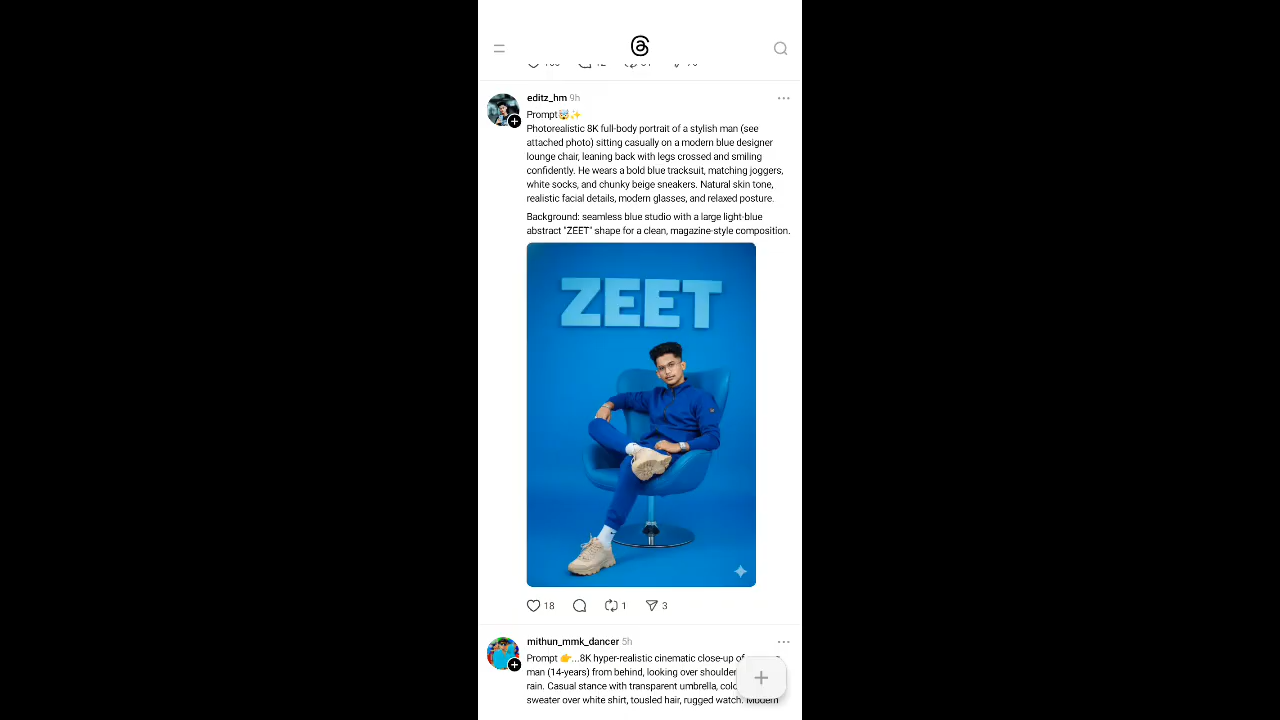 editz_hm 9h
Prompt🤯✨
Photorealistic 8K full-body portrait of a stylish man (see
attached photo) sitting casually on a modern blue designer
lounge chair, leaning back with legs crossed and smiling
confidently. He wears a bold blue tracksuit, matching joggers,
white socks, and chunky beige sneakers. Natural skin tone,
realistic facial details, modern glasses, and relaxed posture.
Background: seamless blue studio with a large light-blue
abstract "ZEET" shape for a clean, magazine-style composition.
ZEET
18 1 3
mithun_mmk_dancer 5h
Prompt 👉...8K hyper-realistic cinematic close-up of
man (14-years) from behind, looking over shoulder
rain. Casual stance with transparent umbrella,
sweater over white shirt, tousled hair, rugged watch. Modern